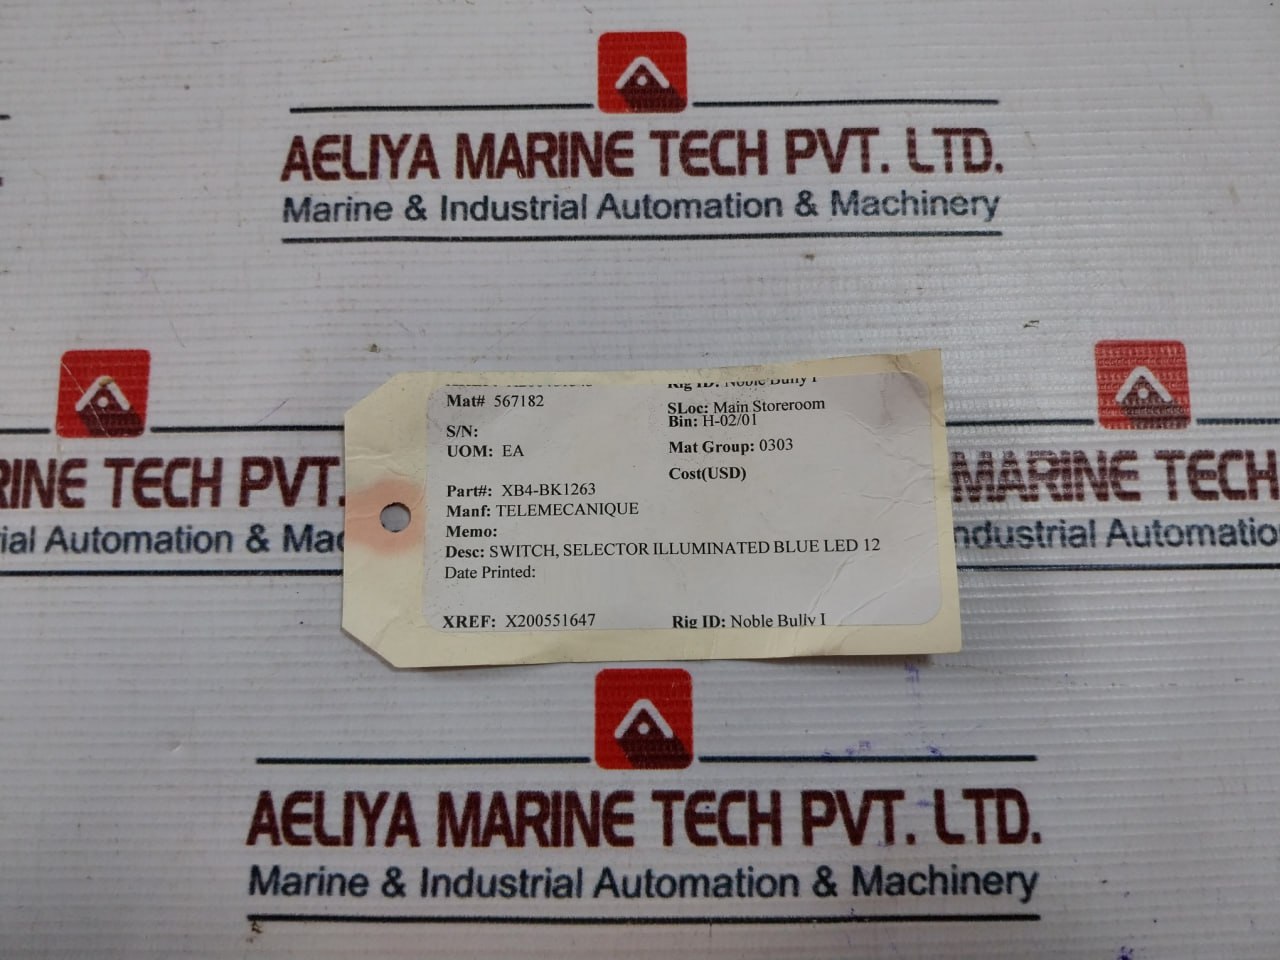 AELIYA MARINE TECH PVT. LTD.
Marine & Industrial Automation & Machinery
RINE TECH PVT.
ial Automation & Mac
Rig ID: Noble Bully I
Mat# 567182
SLoc: Main Storeroom
Bin: H-02/01
S/N:
UOM: EA
Mat Group: 0303
Cost(USD)
Part#: XB4-BK1263
Manf: TELEMECANIQUE
Memo:
Desc: SWITCH, SELECTOR ILLUMINATED BLUE LED 12
Date Printed:
XREF: X200551647 Rig ID: Noble Bully I
MARINE TECH
ndustrial Automation
AELIYA MARINE TECH PVT. LTD.
Marine & Industrial Automation & Machinery